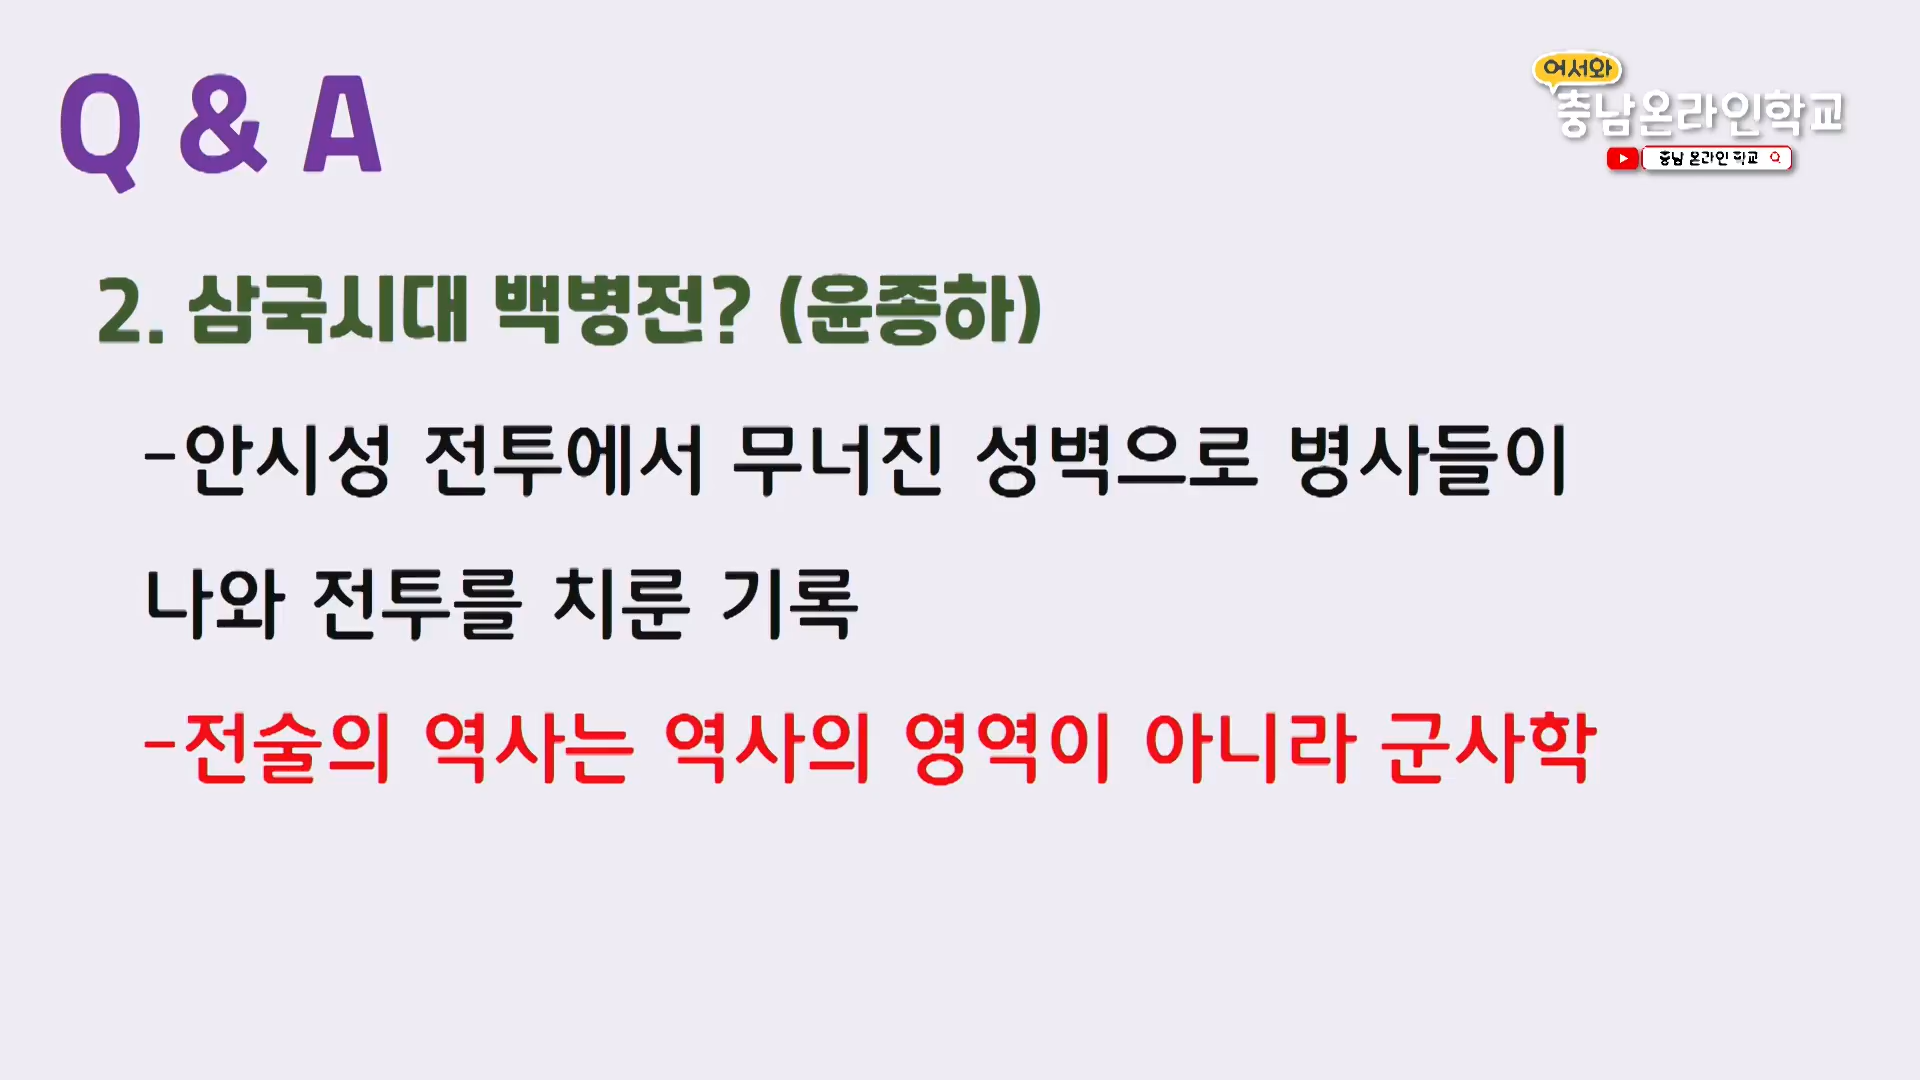 Q & A
어서와
충남온라인학교
충남 온라인 학교
2. 삼국시대 백병전? (윤종하)
-안시성 전투에서 무너진 성벽으로 병사들이
나와 전투를 치룬 기록
-전술의 역사는 역사의 영역이 아니라 군사학